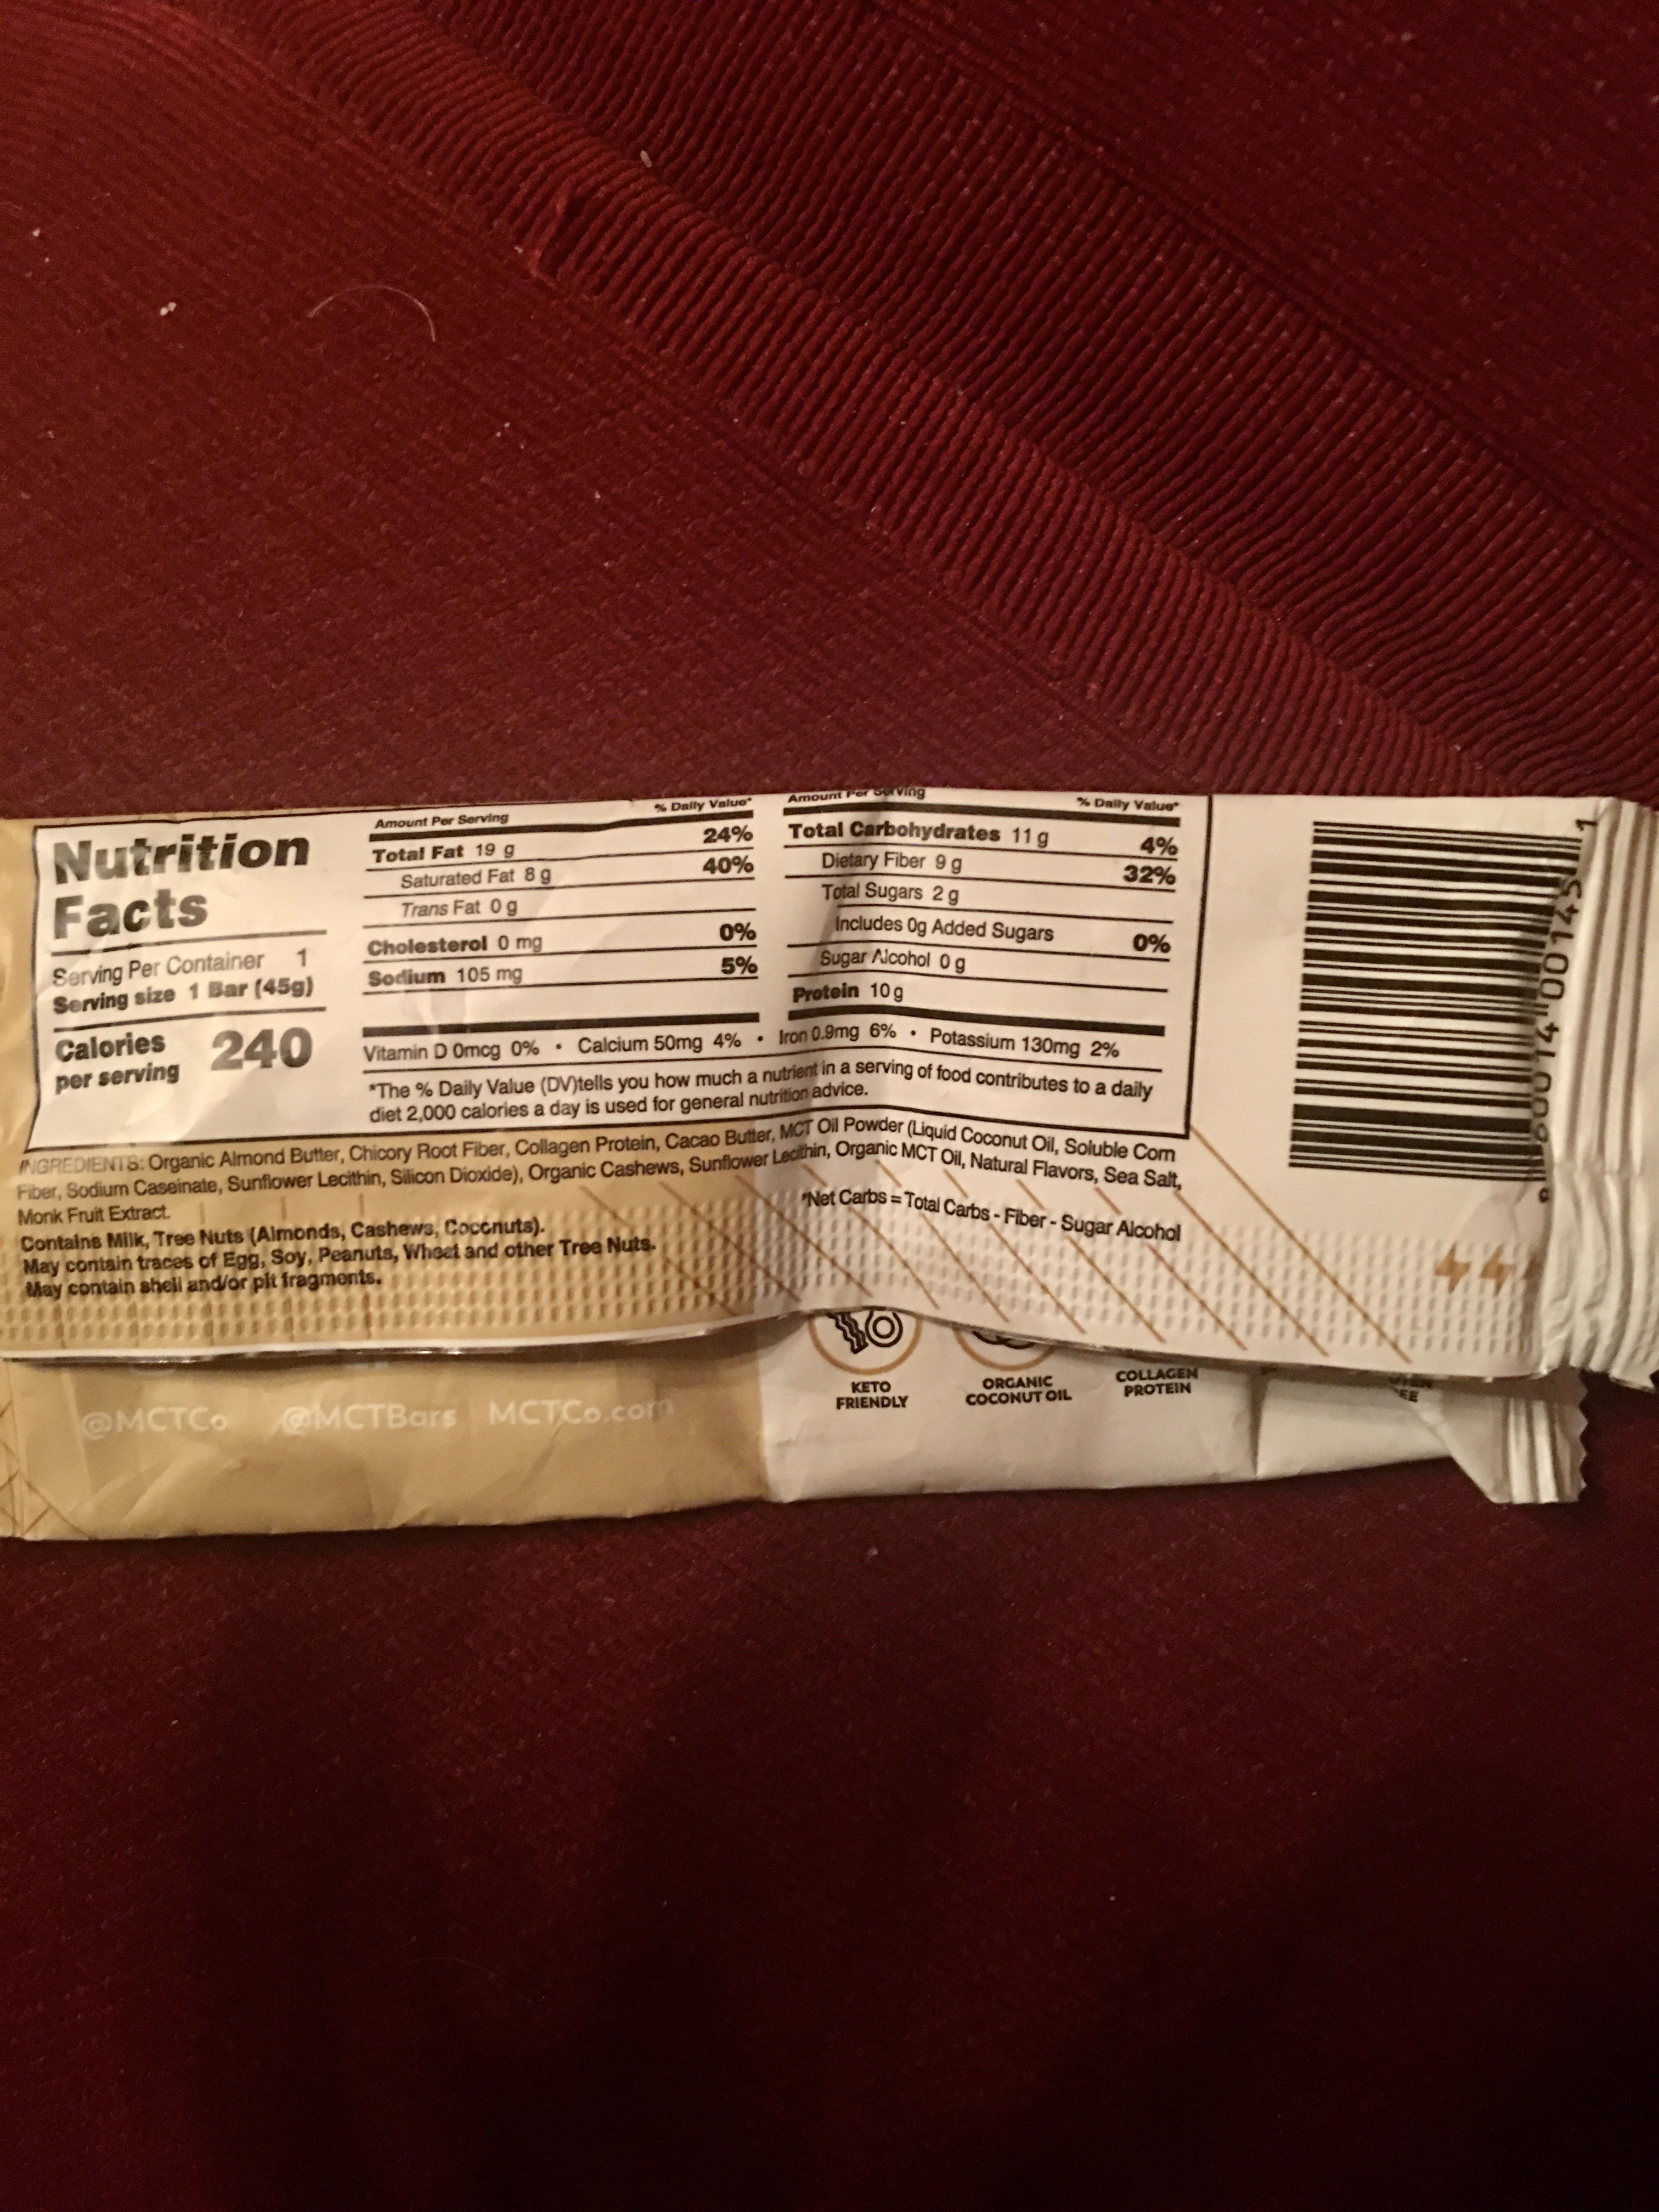 Nutrition
Facts
Serving Per Container 1
Serving size 1 Bar (45g)
Calories
per serving 240
Amount Per Serving % Daily Value*
Total Fat 19 g 24%
Saturated Fat 8 g 40%
Trans Fat 0 g
Cholesterol 0 mg 0%
Sodium 105 mg 5%
Amount Per Serving % Daily Value*
Total Carbohydrates 11 g 4%
Dietary Fiber 9 g 32%
Total Sugars 2 g
Includes 0g Added Sugars 0%
Sugar Alcohol 0 g
Protein 10 g
Vitamin D 0mcg 0% • Calcium 50mg 4% • Iron 0.9mg 6% • Potassium 130mg 2%
*The % Daily Value (DV)tells you how much a nutrient in a serving of food contributes to a daily
diet 2,000 calories a day is used for general nutrition advice.
INGREDIENTS: Organic Almond Butter, Chicory Root Fiber, Collagen Protein, Cacao Butter, MCT Oil Powder (Liquid Coconut Oil, Soluble Corn
Fiber, Sodium Caseinate, Sunflower Lecithin, Silicon Dioxide), Organic Cashews, Sunflower Lecithin, Organic MCT Oil, Natural Flavors, Sea Salt,
Monk Fruit Extract.
*Net Carbs = Total Carbs - Fiber - Sugar Alcohol
Contains Milk, Tree Nuts (Almonds, Cashews, Coconuts).
May contain traces of Egg, Soy, Peanuts, Wheat and other Tree Nuts.
May contain shell and/or pit fragments.
@MCTCo @MCTBars MCTCo.com
KETO
FRIENDLY
ORGANIC
COCONUT OIL
COLLAGEN
PROTEIN